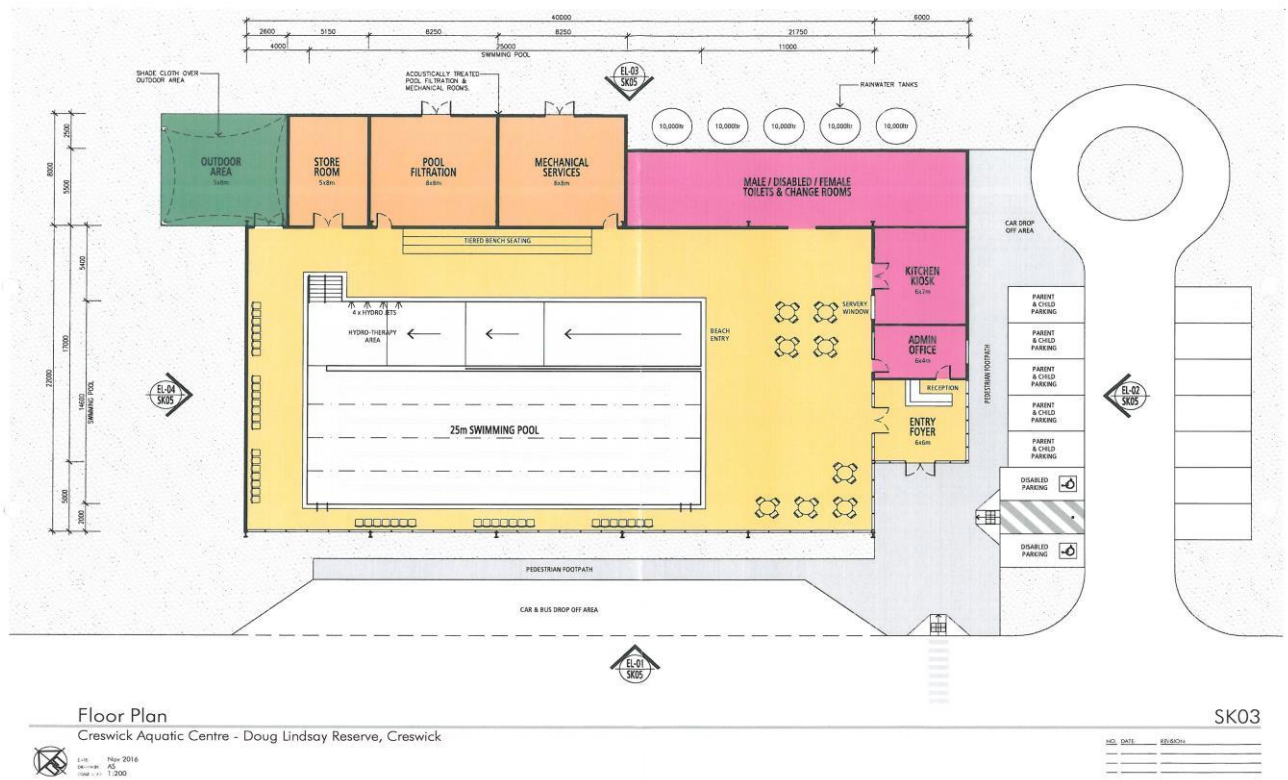 40000
6000
2600
5150
8250
8250
21750
4000
25000
11000
SWIMMING POOL
SHADE CLOTH OVER
OUTDOOR AREA
ACOUSTICALLY TREATED
POOL FILTRATION &
MECHANICAL ROOMS.
EL-03
SK05
RAINWATER TANKS
10,000ltr
10,000ltr
10,000ltr
10,000ltr
10,000ltr
2500
8000
5500
OUTDOOR
AREA
STORE
ROOM
5x8m
POOL
FILTRATION
8x8m
MECHANICAL
SERVICES
8x8m
MALE / DISABLED / FEMALE
TOILETS & CHANGE ROOMS
CAR DROP
OFF AREA
TIERED BENCH SEATING
5400
KITCHEN
KIOSK
6x7m
4 x HYDRO JETS
SERVERY
WINDOW
HYDRO-THERAPY
AREA
BEACH
ENTRY
ADMIN
OFFICE
6x4m
17000
22000
14600
SWIMMING POOL
EL-04
SK05
RECEPTION
PEDESTRIAN FOOTPATH
25m SWIMMING POOL
ENTRY
FOYER
6x6m
PARENT
& CHILD
PARKING
PARENT
& CHILD
PARKING
PARENT
& CHILD
PARKING
PARENT
& CHILD
PARKING
PARENT
& CHILD
PARKING
EL-02
SK05
DISABLED
PARKING
DISABLED
PARKING
5000
2000
PEDESTRIAN FOOTPATH
CAR & BUS DROP OFF AREA
EL-01
SK05
Floor Plan
SK03
Creswick Aquatic Centre - Doug Lindsay Reserve, Creswick
Nov 2016
AS
1:200
NO. DATE REVISION